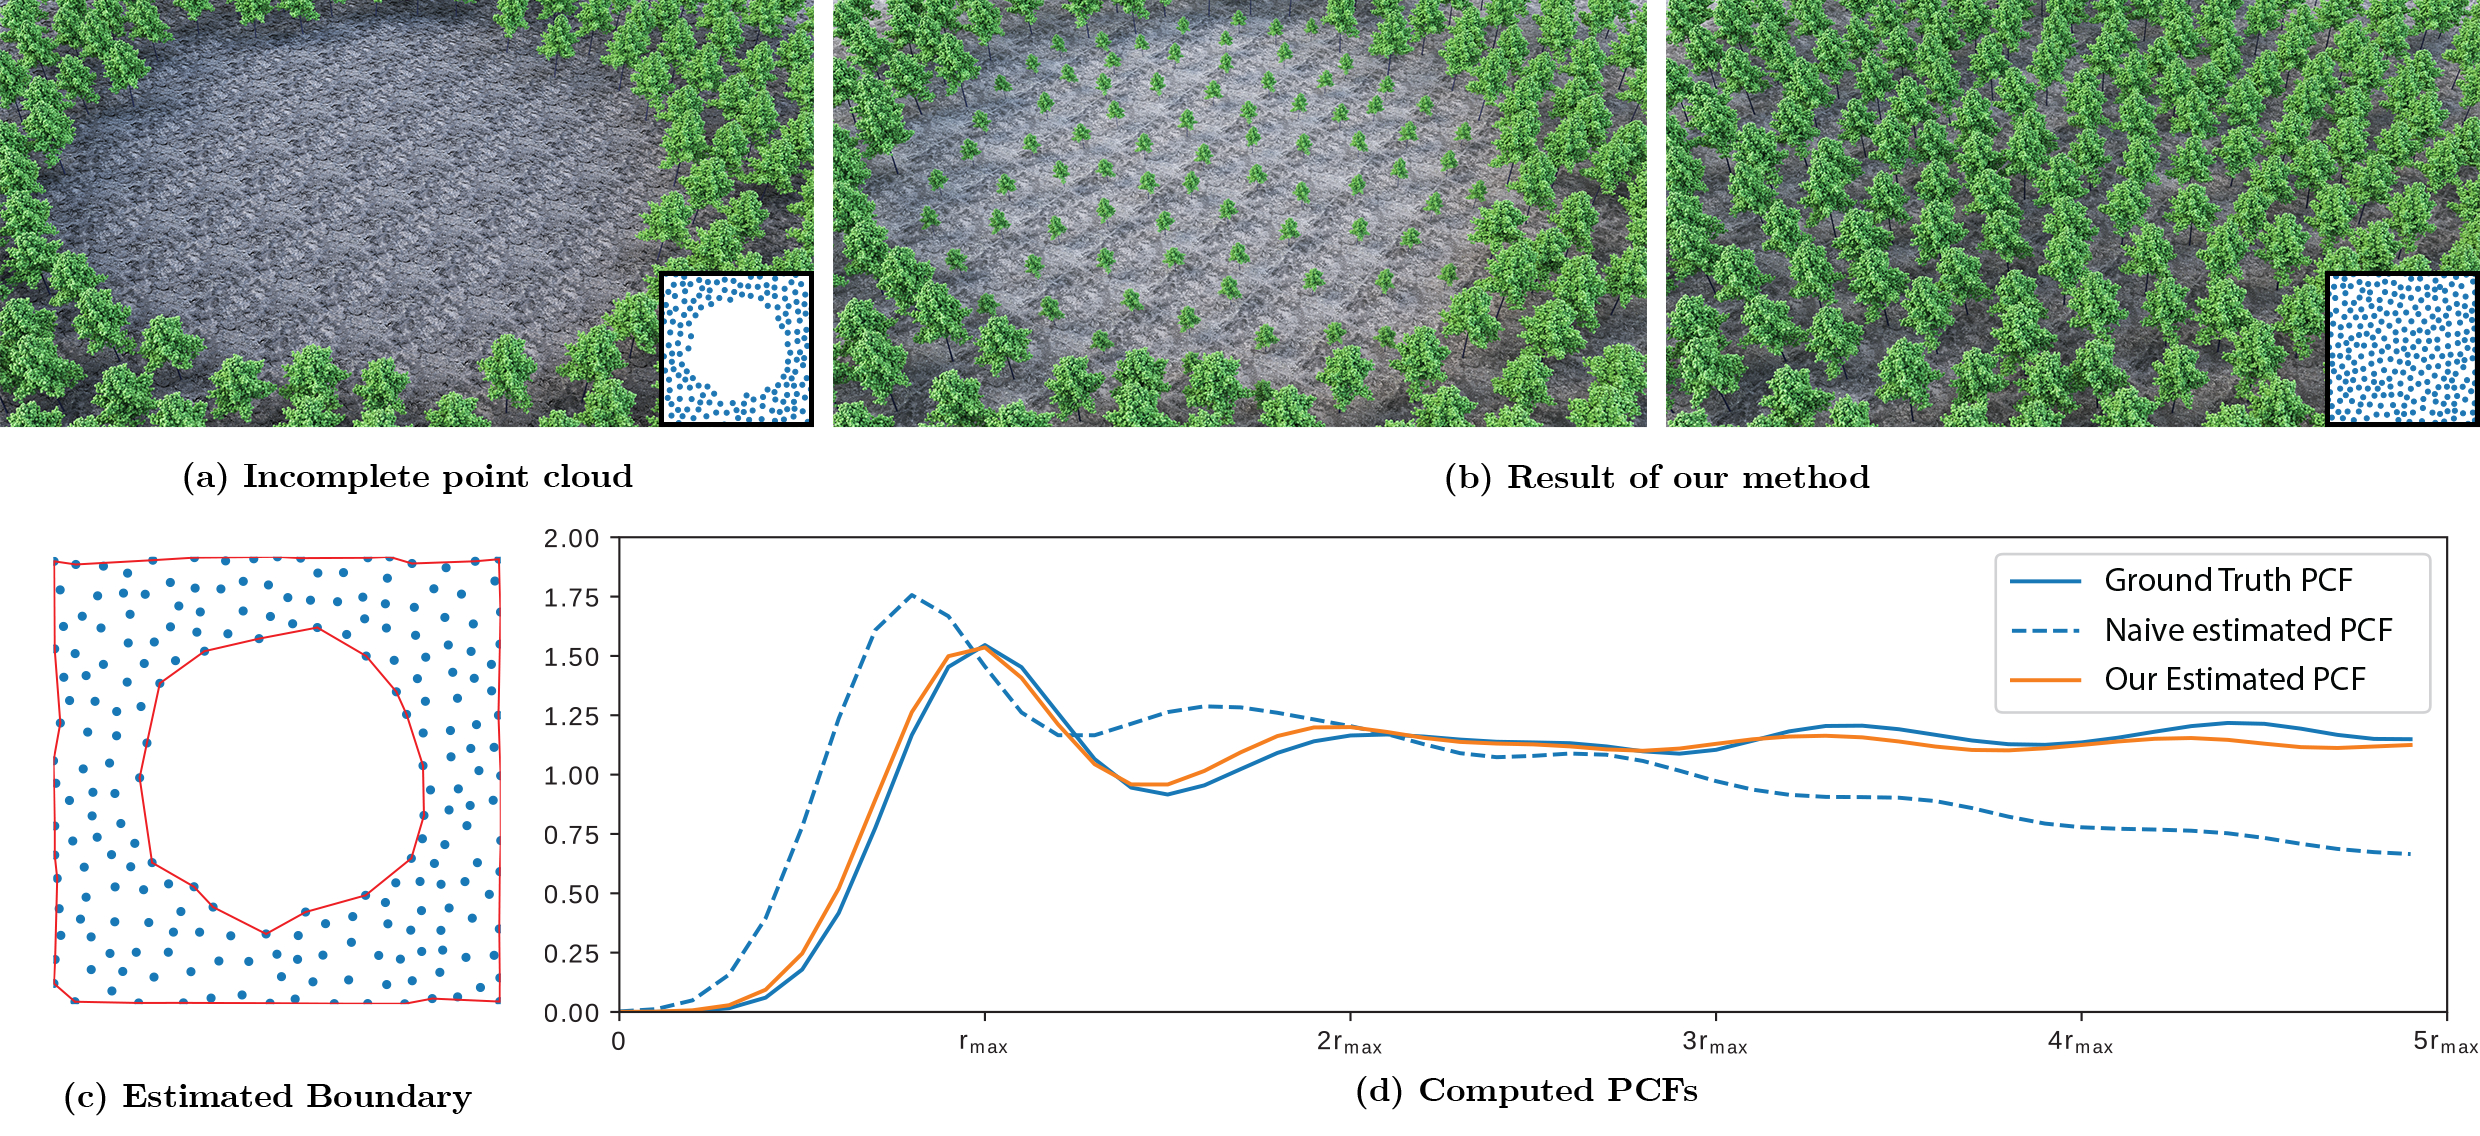 (a) Incomplete point cloud
(b) Result of our method
2.00
1.75
1.50
1.25
1.00
0.75
0.50
0.25
0.00
Ground Truth PCF
Naive estimated PCF
Our Estimated PCF
0
rmax
2rmax
3rmax
4rmax
5rmax
(c) Estimated Boundary
(d) Computed PCFs